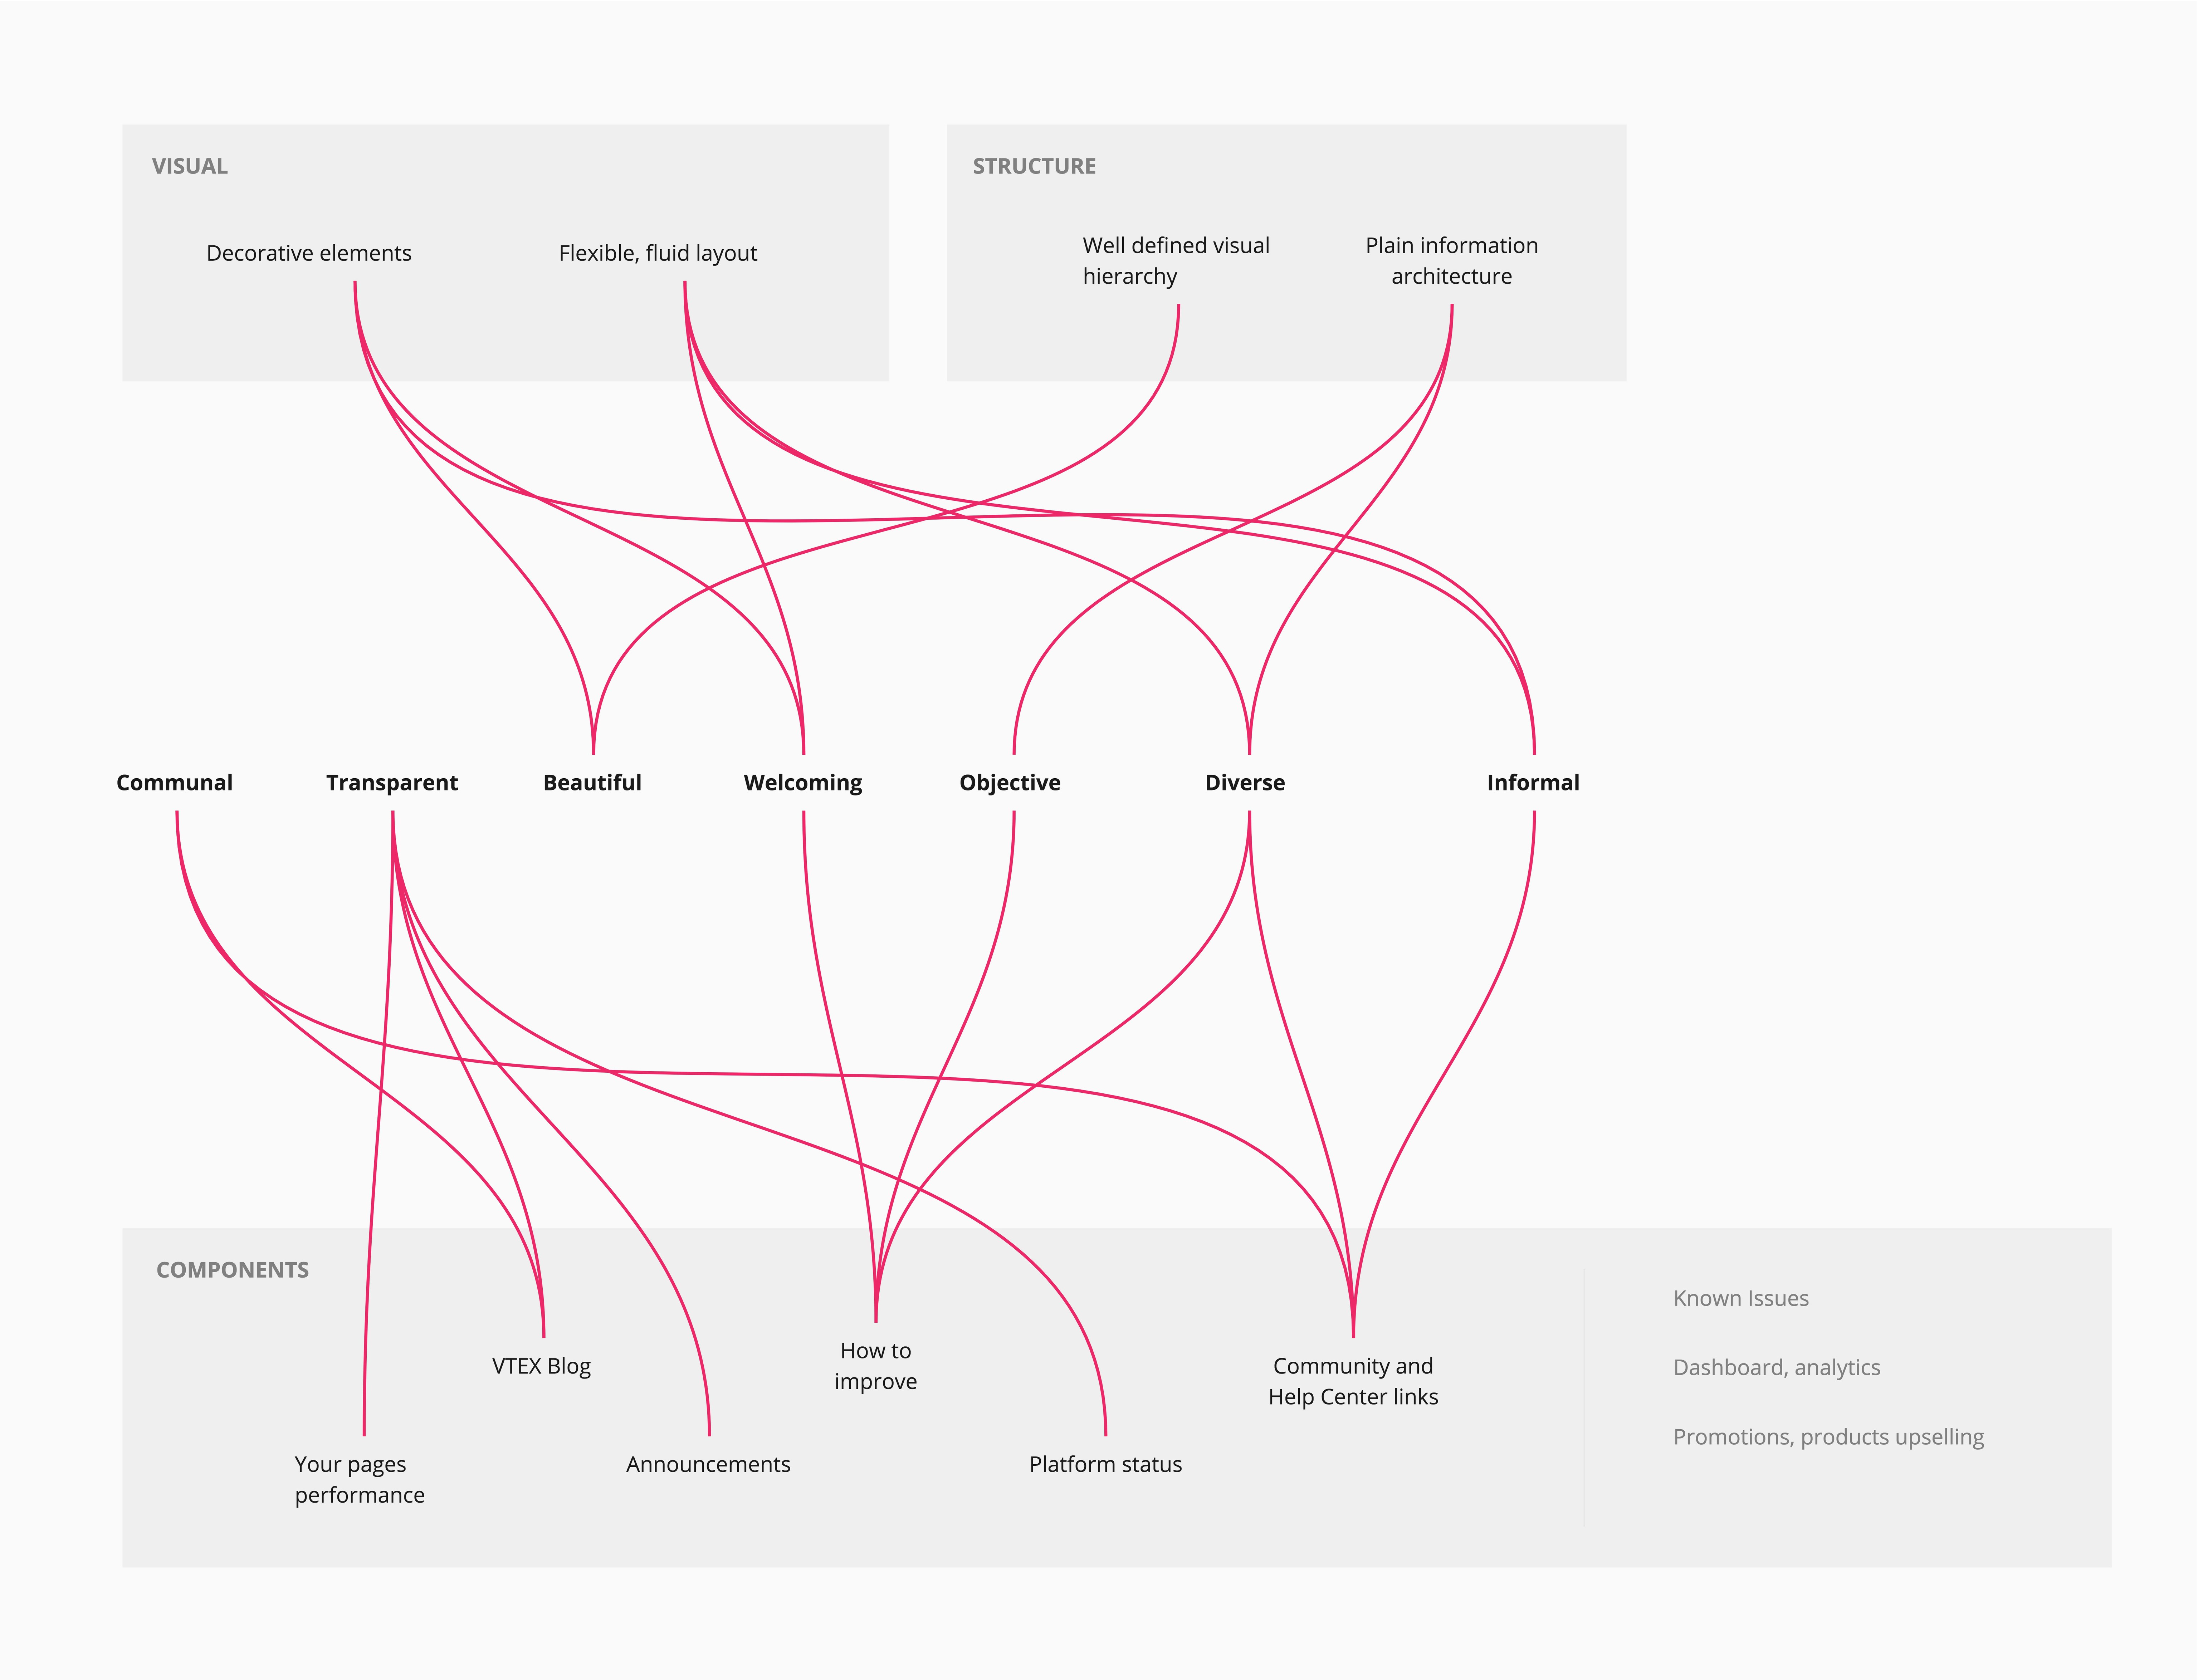 VISUAL
STRUCTURE
Decorative elements
Flexible, fluid layout
Well defined visual
hierarchy
Plain information
architecture
Communal
Transparent
Beautiful
Welcoming
Objective
Diverse
Informal
COMPONENTS
VTEX Blog
How to
improve
Community and
Help Center links
Your pages
performance
Announcements
Platform status
Known Issues
Dashboard, analytics
Promotions, products upselling